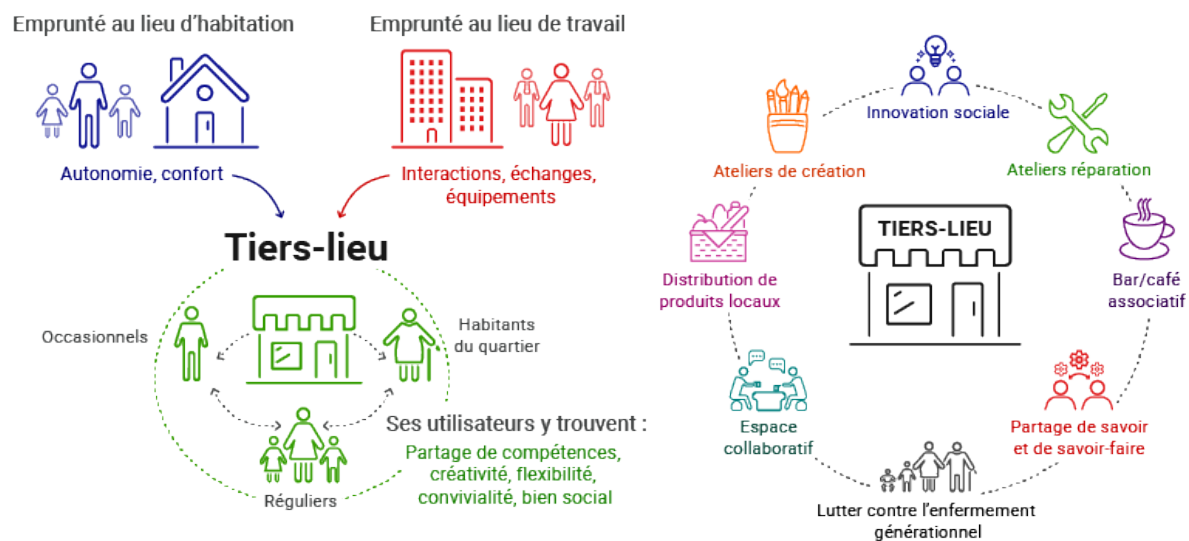 Emprunté au lieu d'habitation
Autonomie, confort
Emprunté au lieu de travail
Interactions, échanges,
équipements
Tiers-lieu
Occasionnels
Habitants
du quartier
Réguliers
Ses utilisateurs y trouvent :
Partage de compétences,
créativité, flexibilité,
convivialité, bien social
Innovation sociale
Ateliers de création
Ateliers réparation
TIERS-LIEU
Distribution de
produits locaux
Bar/café
associatif
Espace
collaboratif
Partage de savoir
et de savoir-faire
Lutter contre l'enfermement
générationnel